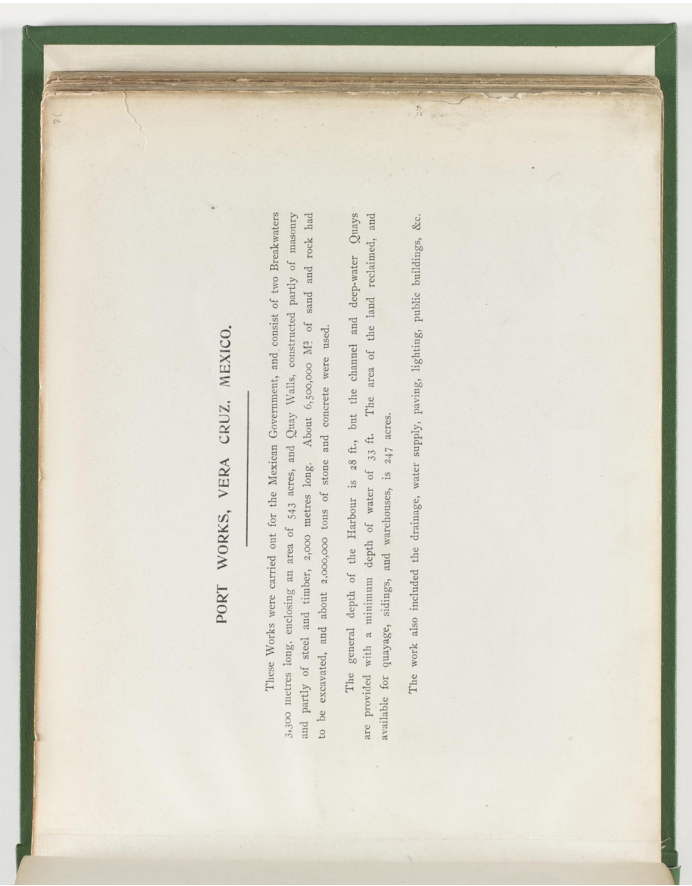 PORT WORKS, VERA CRUZ, MEXICO.
These Works were carried out for the Mexican Government, and consist of two Breakwaters
3,300 metres long, enclosing an area of 543 acres, and Quay Walls, constructed partly of masonry
and partly of steel and timber, 2,000 metres long. About 6,500,000 M³ of sand and rock had
to be excavated, and about 2,000,000 tons of stone and concrete were used.
The general depth of the Harbour is 28 ft., but the channel and deep-water Quays
are provided with a minimum depth of water of 33 ft. The area of the land reclaimed, and
available for quayage, sidings, and warehouses, is 247 acres.
The work also included the drainage, water supply, paving, lighting, public buildings, &c.